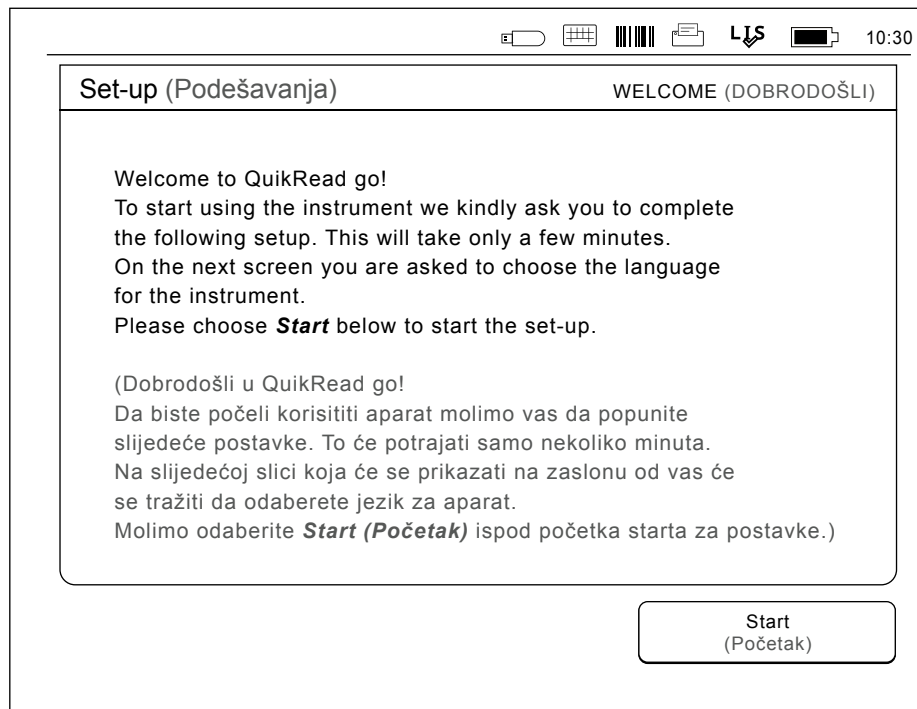 LIS 10:30
Set-up (Podešavanja) WELCOME (DOBRODOŠLI)
Welcome to QuikRead go!
To start using the instrument we kindly ask you to complete
the following setup. This will take only a few minutes.
On the next screen you are asked to choose the language
for the instrument.
Please choose Start below to start the set-up.
(Dobrodošli u QuikRead go!
Da biste počeli korisititi aparat molimo vas da popunite
slijedeće postavke. To će potrajati samo nekoliko minuta.
Na slijedećoj slici koja će se prikazati na zaslonu od vas će
se tražiti da odaberete jezik za aparat.
Molimo odaberite Start (Početak) ispod početka starta za postavke.)
Start
(Početak)